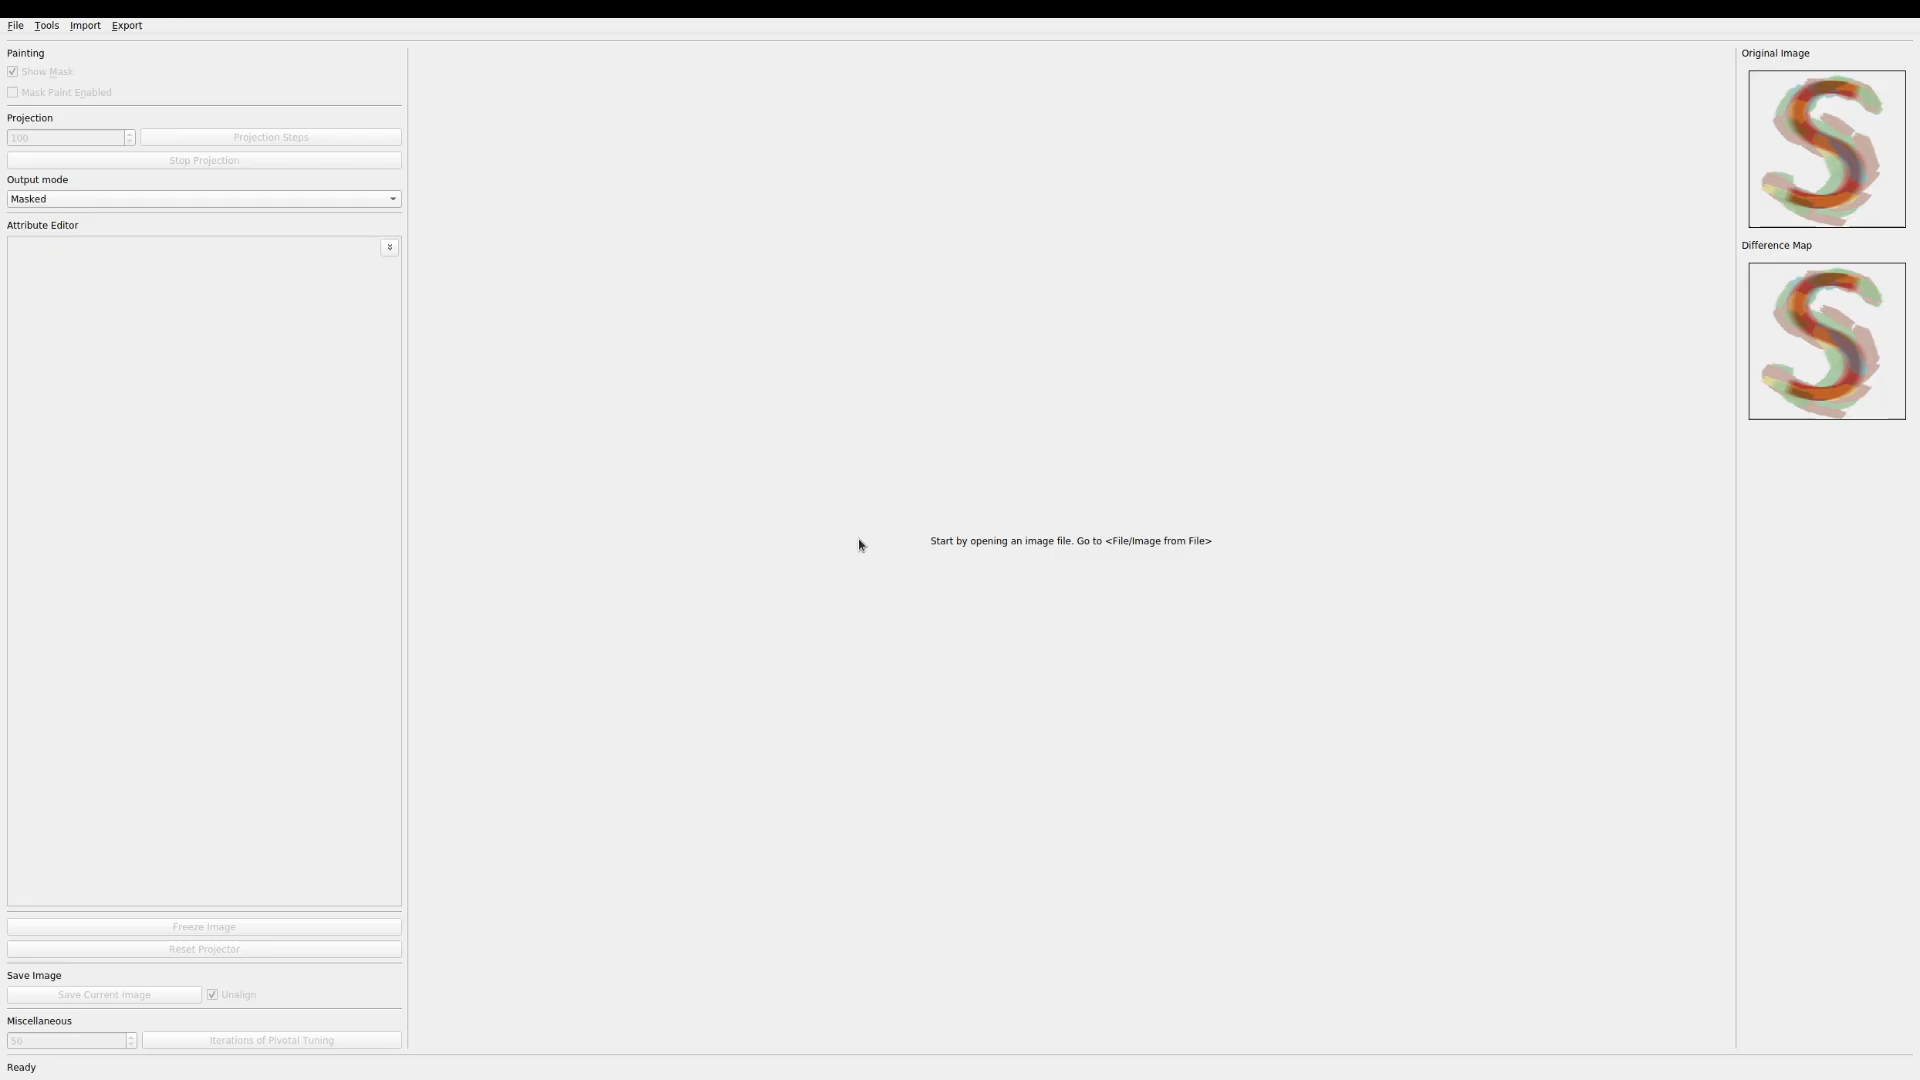 File Tools Import Export
Painting
Show Mask
Mask Paint Enabled
Projection
100 Projection Steps
Stop Projection
Output mode
Masked
Attribute Editor
Start by opening an image file. Go to <File/Image from File>
Freeze Image
Reset Projector
Save Image
Save Current Image Unalign
Miscellaneous
50 Iterations of Pivotal Tuning
Ready
Original Image
Difference Map